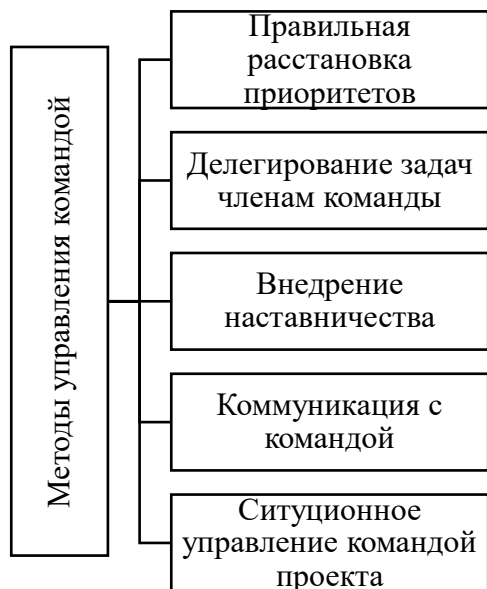 Методы управления командой
Правильная
расстановка
приоритетов
Делегирование задач
членам команды
Внедрение
наставничества
Коммуникация с
командой
Ситуционное
управление командой
проекта